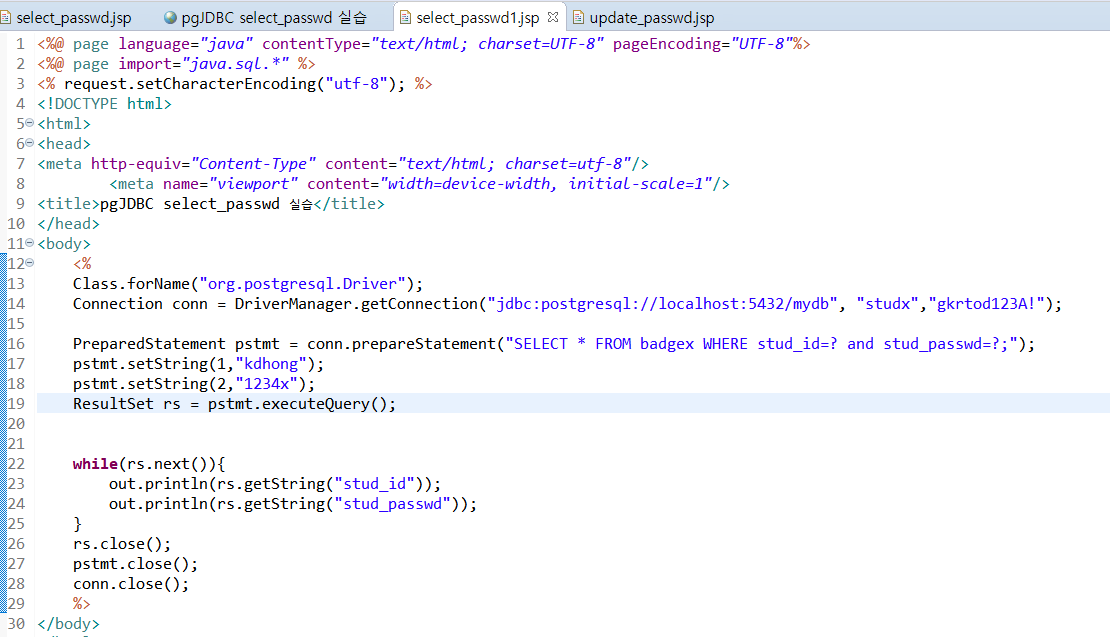 select_passwd.jsp pgJDBC select_passwd 실습 select_passwd1.jsp update_passwd.jsp
1 <%@ page language="java" contentType="text/html; charset=UTF-8" pageEncoding="UTF-8"%>
2 <%@ page import="java.sql.*" %>
3 <% request.setCharacterEncoding("utf-8"); %>
4 <!DOCTYPE html>
5 <html>
6 <head>
7 <meta http-equiv="Content-Type" content="text/html; charset=utf-8"/>
8 <meta name="viewport" content="width=device-width, initial-scale=1"/>
9 <title>pgJDBC select_passwd 실습</title>
10 </head>
11 <body>
12 <%
13 Class.forName("org.postgresql.Driver");
14 Connection conn = DriverManager.getConnection("jdbc:postgresql://localhost:5432/mydb", "studx","gkrtod123A!");
15
16 PreparedStatement pstmt = conn.prepareStatement("SELECT * FROM badgex WHERE stud_id=? and stud_passwd=?;");
17 pstmt.setString(1,"kdhong");
18 pstmt.setString(2,"1234x");
19 ResultSet rs = pstmt.executeQuery();
20
21
22 while(rs.next()){
23 out.println(rs.getString("stud_id"));
24 out.println(rs.getString("stud_passwd"));
25 }
26 rs.close();
27 pstmt.close();
28 conn.close();
29 %>
30 </body>